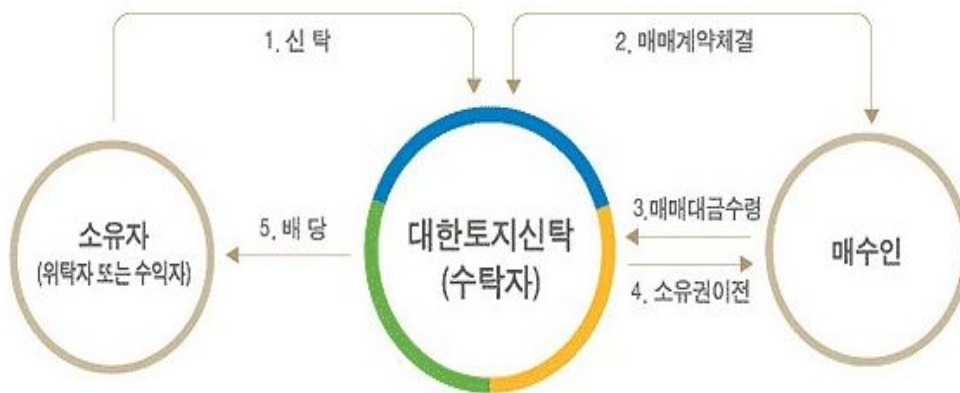 1. 신 탁
2. 매매계약체결
소유자
(위탁자 또는 수익자)
5. 배 당
대한토지신탁
(수탁자)
3.매매대금수령
4. 소유권이전
매수인